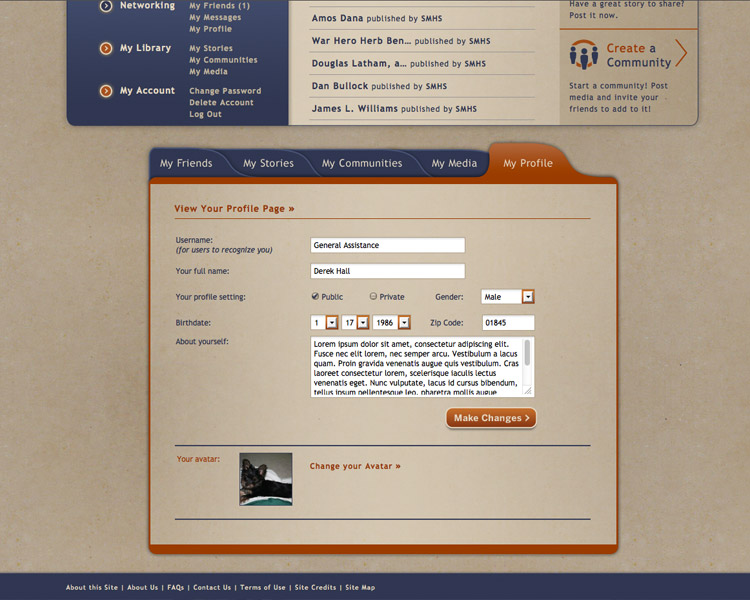 Networking
My Friends (1)
My Messages
My Profile
My Library
My Stories
My Communities
My Media
My Account
Change Password
Delete Account
Log Out
Amos Dana published by SMHS
War Hero Herb Ben... published by SMHS
Douglas Latham, a... published by SMHS
Dan Bullock published by SMHS
James L. Williams published by SMHS
Have a great story to share?
Post it now.
Create a
Community
Start a community! Post
media and invite your
friends to add to it!
My Friends
My Stories
My Communities
My Media
My Profile
View Your Profile Page »
Username:
(for users to recognize you)
General Assistance
Your full name:
Derek Hall
Your profile setting:
Public
Private
Gender:
Male
Birthdate:
1
17
1986
Zip Code:
01845
About yourself:
Lorem ipsum dolor sit amet, consectetur adipiscing elit.
Fusce nec elit lorem, nec semper arcu. Vestibulum a lacus
quam. Proin gravida venenatis augue quis vestibulum. Cras
laoreet consectetur lorem, scelerisque iaculis lectus
venenatis eget. Nunc vulputate, lacus id cursus bibendum,
tellus ipsum pellentesque leo, pharetra mollis augue
Make Changes >
Your avatar:
Change your Avatar »
About this Site | About Us | FAQs | Contact Us | Terms of Use | Site Credits | Site Map